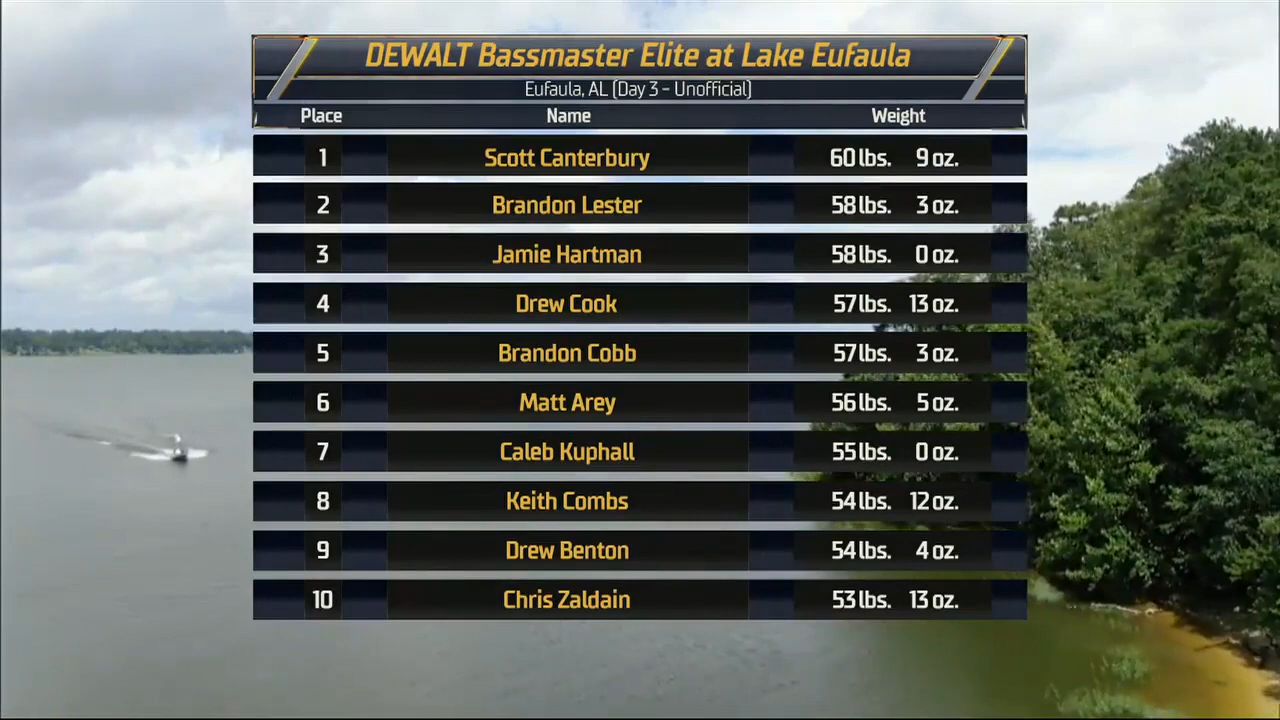 DEWALT Bassmaster Elite at Lake Eufaula
Eufaula, AL (Day 3 - Unofficial)
Place Name Weight
1 Scott Canterbury 60 lbs. 9 oz.
2 Brandon Lester 58 lbs. 3 oz.
3 Jamie Hartman 58 lbs. 0 oz.
4 Drew Cook 57 lbs. 13 oz.
5 Brandon Cobb 57 lbs. 3 oz.
6 Matt Arey 56 lbs. 5 oz.
7 Caleb Kuphall 55 lbs. 0 oz.
8 Keith Combs 54 lbs. 12 oz.
9 Drew Benton 54 lbs. 4 oz.
10 Chris Zaldain 53 lbs. 13 oz.